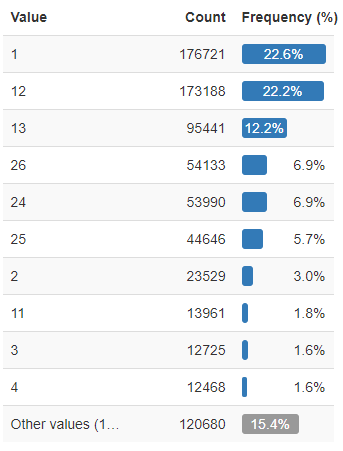 Value Count Frequency (%)
1 176721 22.6%
12 173188 22.2%
13 95441 12.2%
26 54133 6.9%
24 53990 6.9%
25 44646 5.7%
2 23529 3.0%
11 13961 1.8%
3 12725 1.6%
4 12468 1.6%
Other values (1... 120680 15.4%